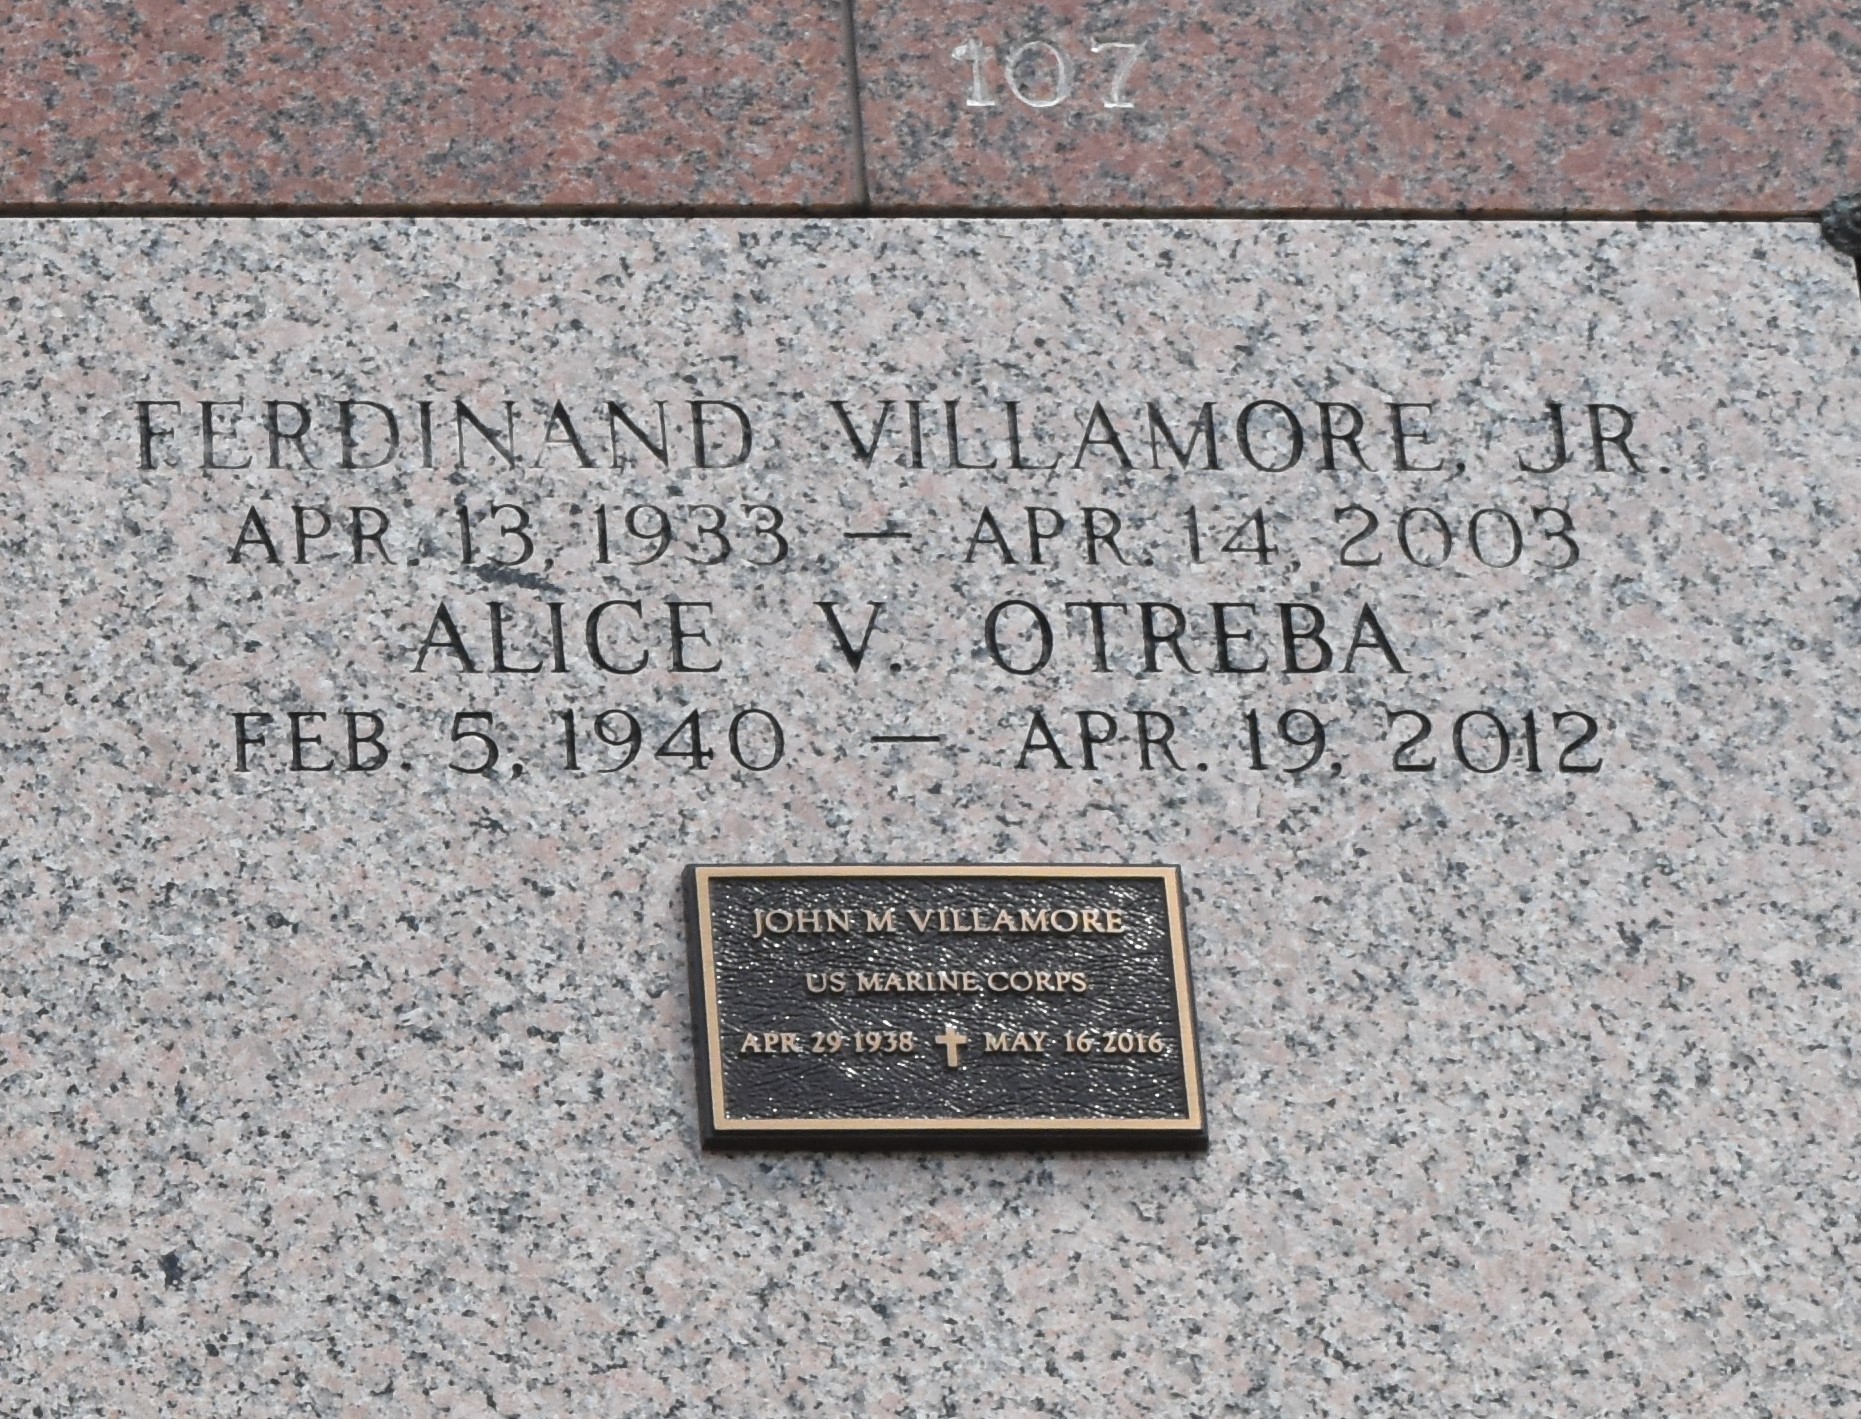 107
FERDINAND VILLAMORE, JR.
APR. 13, 1933 — APR. 14, 2003
ALICE V. OTREBA
FEB. 5, 1940 — APR. 19, 2012
JOHN M VILLAMORE
US MARINE CORPS
APR 29 1938 ✝ MAY 16 2016